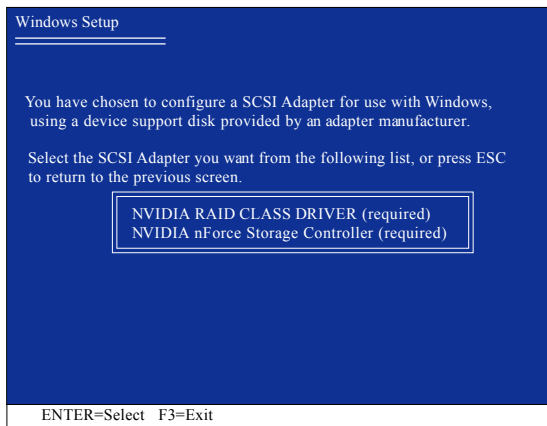 Windows Setup
You have chosen to configure a SCSI Adapter for use with Windows,
using a device support disk provided by an adapter manufacturer.
Select the SCSI Adapter you want from the following list, or press ESC
to return to the previous screen.
NVIDIA RAID CLASS DRIVER (required)
NVIDIA nForce Storage Controller (required)
ENTER=Select F3=Exit